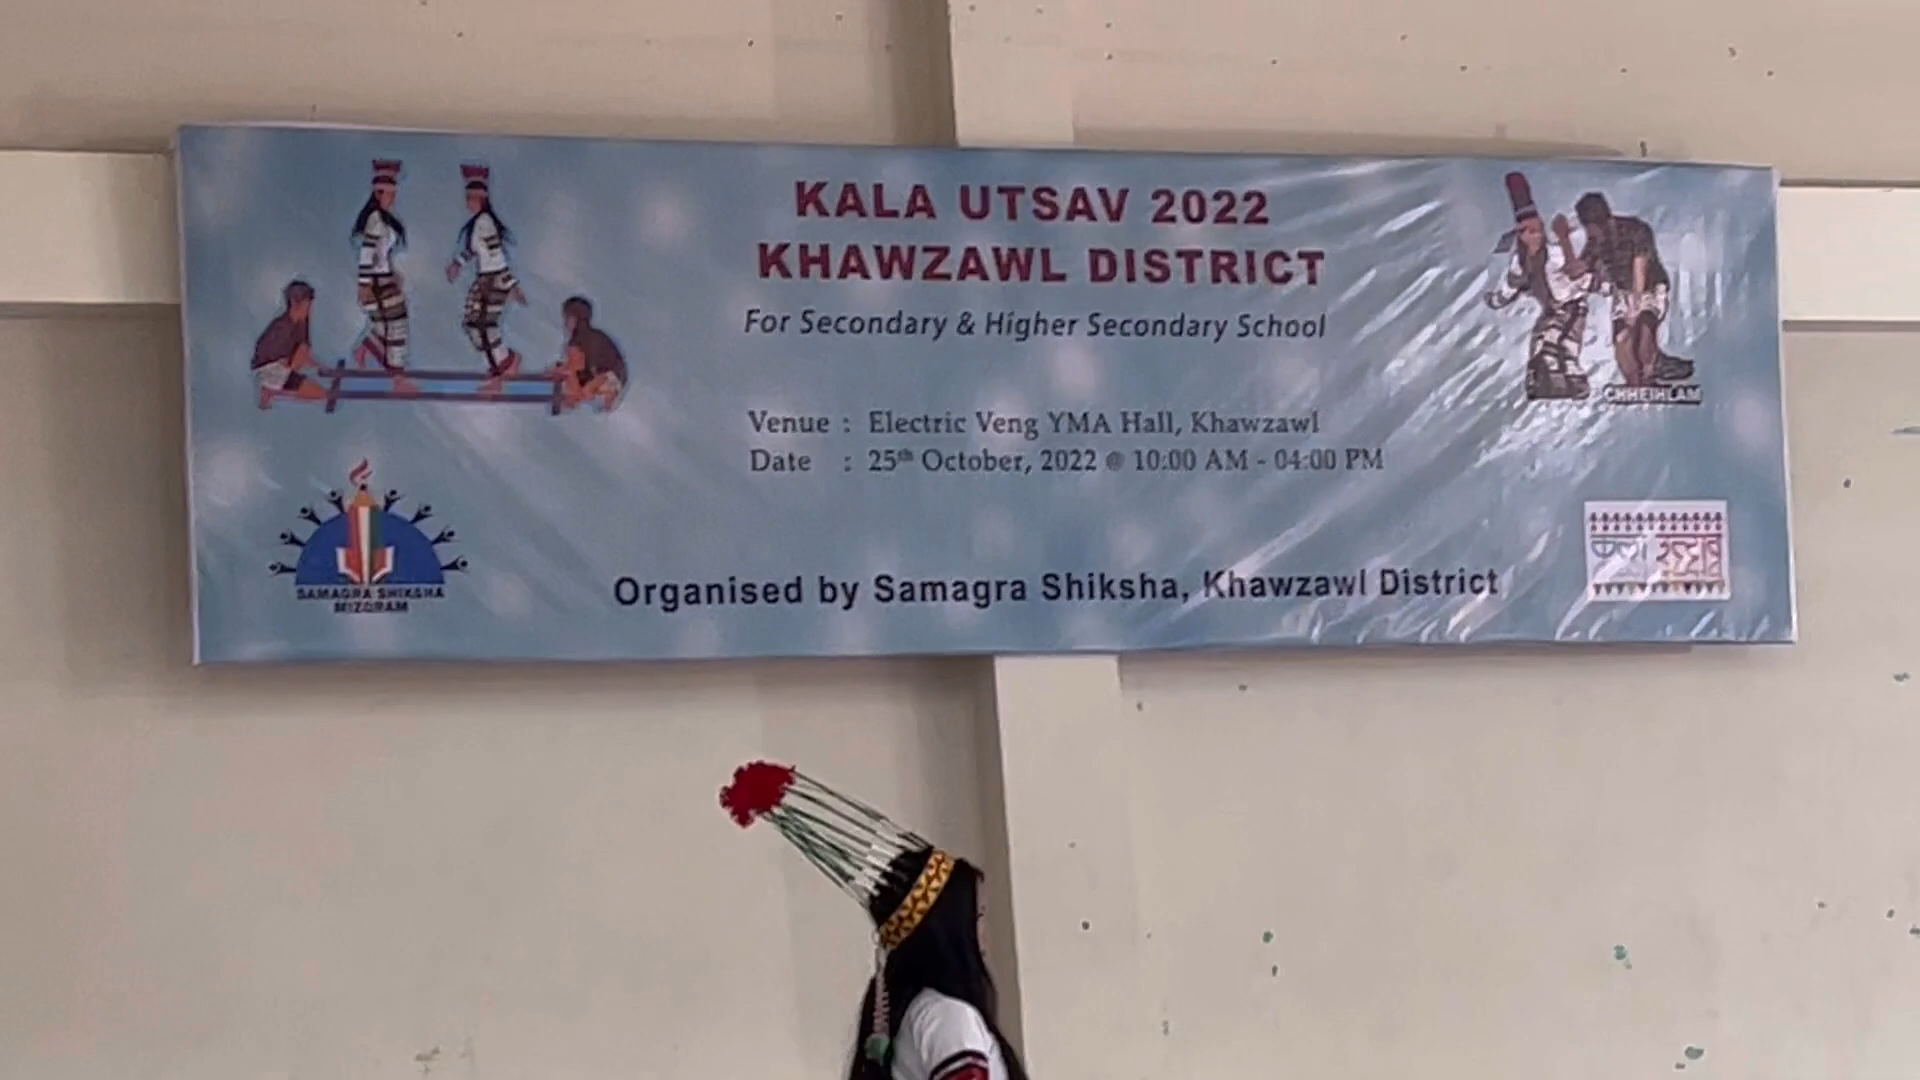 KALA UTSAV 2022
KHAWZAWL DISTRICT
For Secondary & Higher Secondary School
CHHEIHLAM
Venue : Electric Veng YMA Hall, Khawzawl
Date : 25th October, 2022 @ 10:00 AM - 04:00 PM
SAMAGRA SHIKSHA
MIZORAM
Organised by Samagra Shiksha, Khawzawl District
कला उत्सव